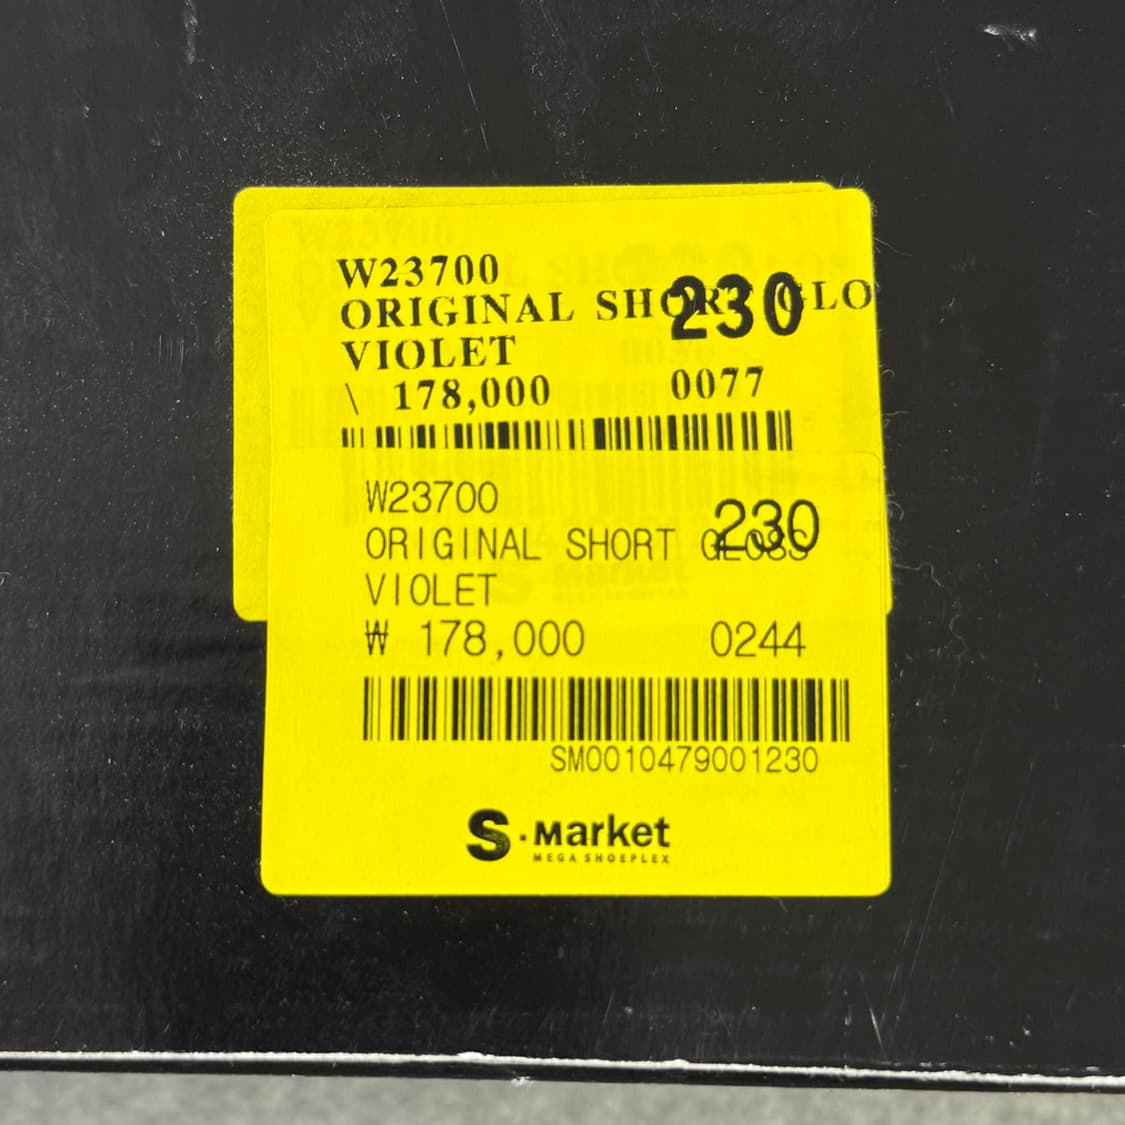 W23700
ORIGINAL SHORT GLO
230
VIOLET
\ 178,000 0077
W23700
230
ORIGINAL SHORT GLOSS
VIOLET
₩ 178,000 0244
SM0010479001230
S·Market
MEGA SHOEPLEX